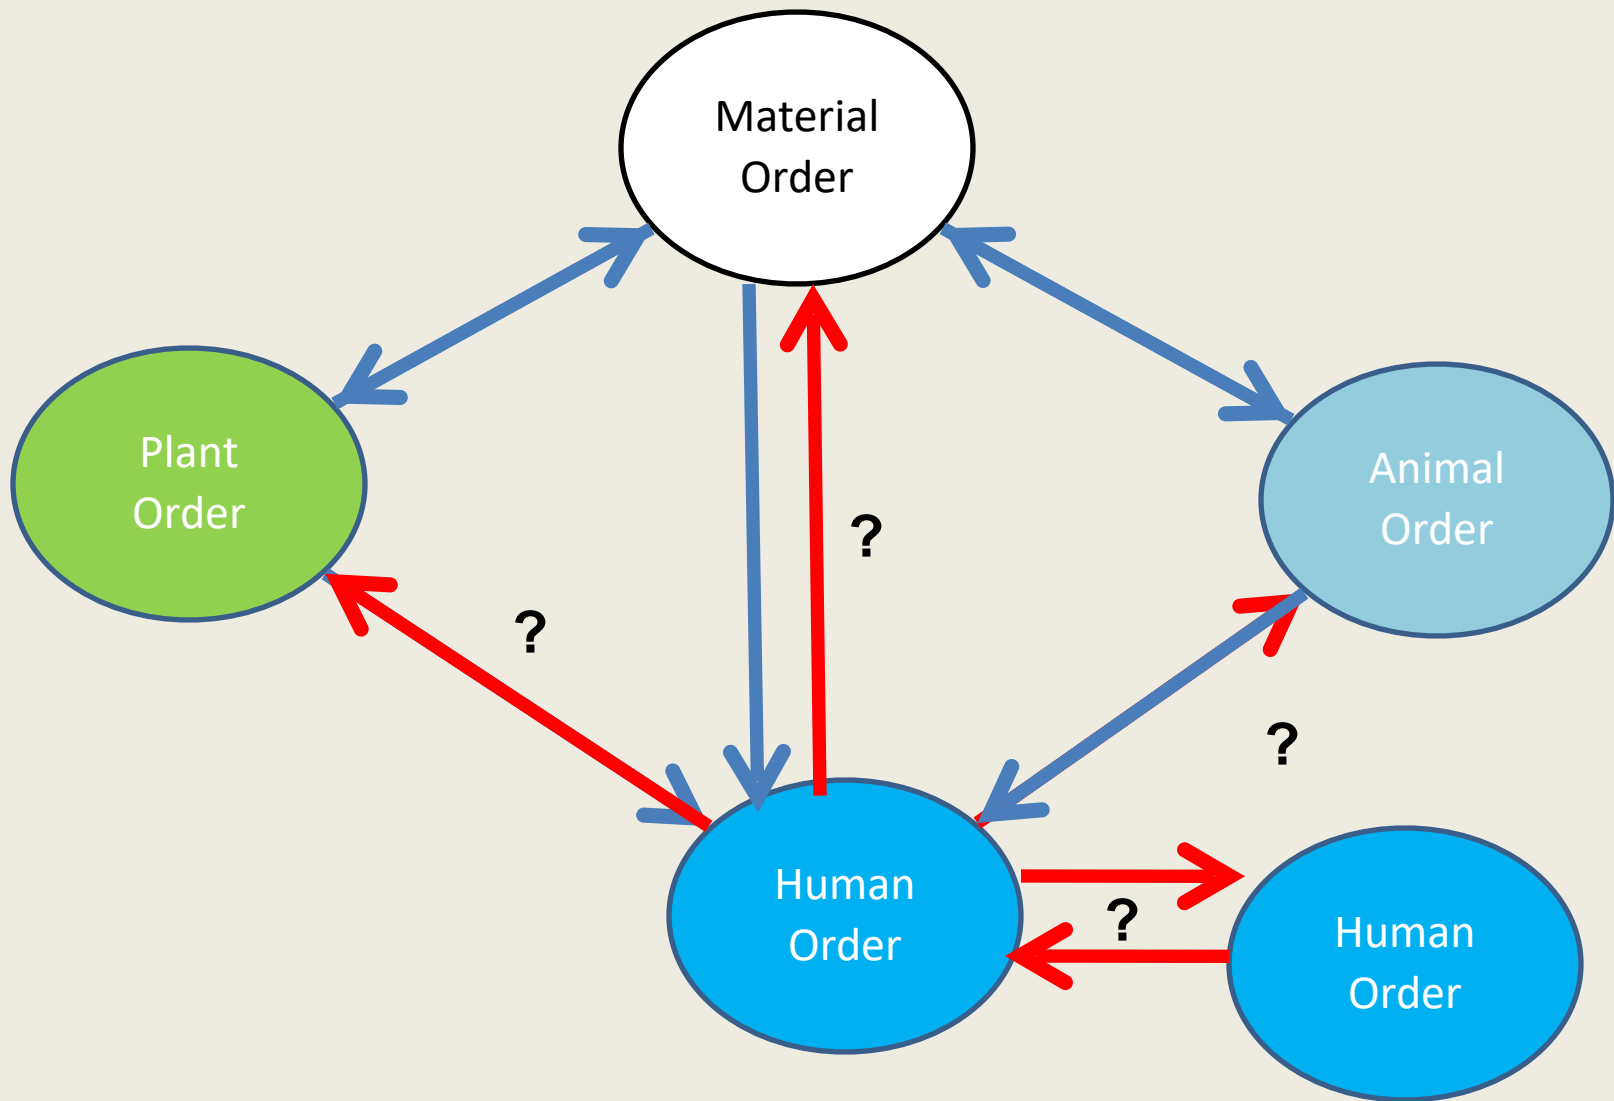 Material
Order
Plant
Order
Animal
Order
?
?
?
Human
Order
?
Human
Order